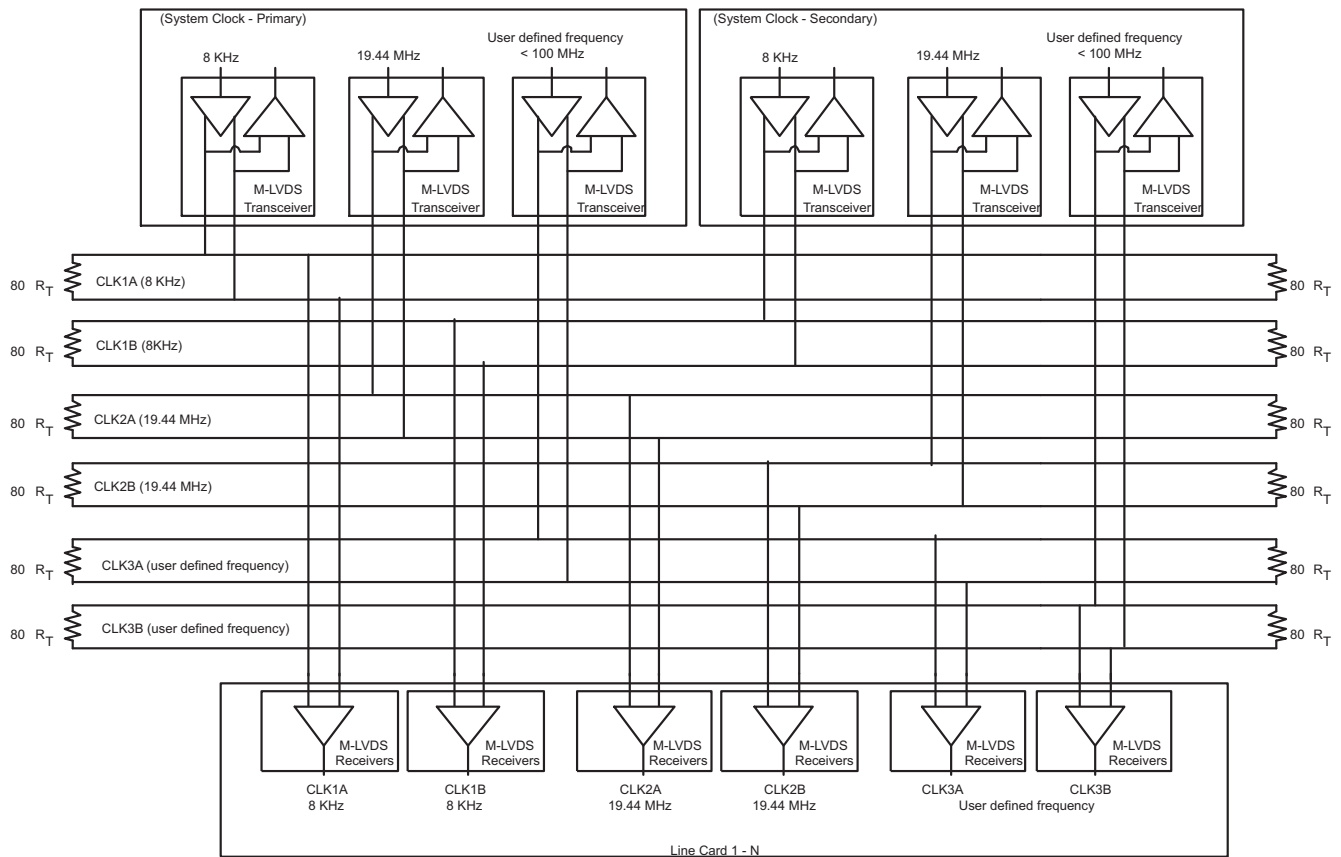 (System Clock - Primary)
8 KHz
19.44 MHz
User defined frequency
< 100 MHz
M-LVDS
Transceiver
M-LVDS
Transceiver
M-LVDS
Transceiver
(System Clock - Secondary)
8 KHz
19.44 MHz
User defined frequency
< 100 MHz
M-LVDS
Transceiver
M-LVDS
Transceiver
M-LVDS
Transceiver
80 RT
CLK1A (8 KHz)
80 RT
80 RT
CLK1B (8KHz)
80 RT
80 RT
CLK2A (19.44 MHz)
80 RT
80 RT
CLK2B (19.44 MHz)
80 RT
80 RT
CLK3A (user defined frequency)
80 RT
80 RT
CLK3B (user defined frequency)
80 RT
M-LVDS
Receivers
M-LVDS
Receivers
M-LVDS
Receivers
M-LVDS
Receivers
M-LVDS
Receivers
M-LVDS
Receivers
CLK1A
8 KHz
CLK1B
8 KHz
CLK2A
19.44 MHz
CLK2B
19.44 MHz
CLK3A
CLK3B
User defined frequency
Line Card 1 - N